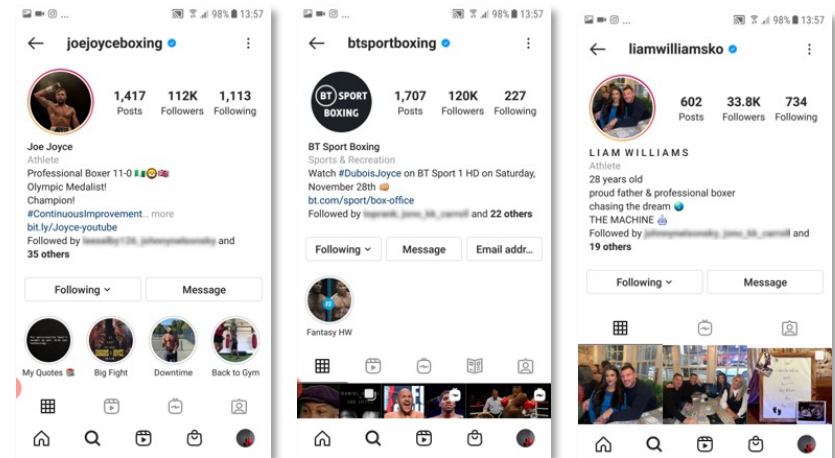 ... 98% 13:57
joejoyceboxing
1,417 112K 1,113
Posts Followers Following
Joe Joyce
Athlete
Professional Boxer 11-0
Olympic Medalist!
Champion!
#ContinuousImprovement... more
bit.ly/Joyce-youtube
Followed by and
35 others
Following Message
My Quotes Big Fight Downtime Back to Gym
... 98% 13:57
btsportboxing
BT SPORT
BOXING
1,707 120K 227
Posts Followers Following
BT Sport Boxing
Sports & Recreation
Watch #DuboisJoyce on BT Sport 1 HD on Saturday,
November 28th
bt.com/sport/box-office
Followed by and 22 others
Following Message Email addr...
Fantasy HW
... 98% 13:57
liamwilliamsko
602 33.8K 734
Posts Followers Following
L I A M W I L L I A M S
Athlete
28 years old
proud father & professional boxer
chasing the dream
THE MACHINE
Followed by and
19 others
Following Message